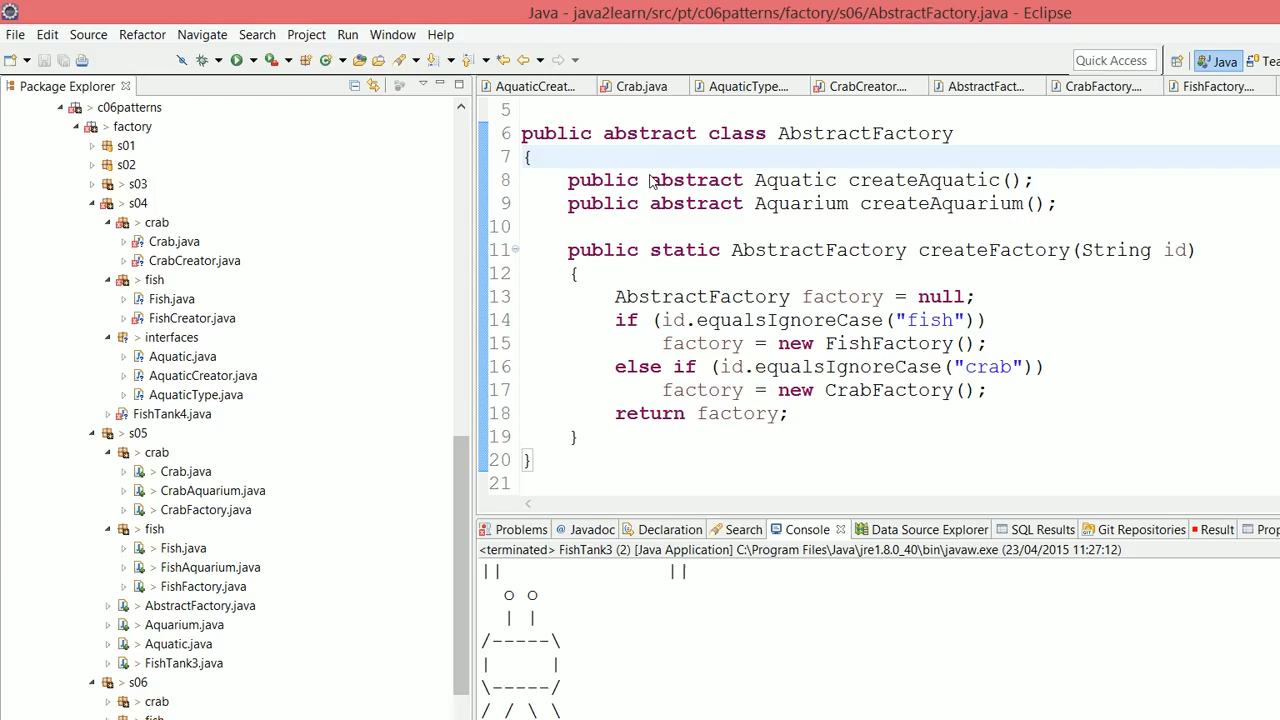 Java - java2learn/src/pt/c06patterns/factory/s06/AbstractFactory.java - Eclipse
File Edit Source Refactor Navigate Search Project Run Window Help
Quick Access Java Tea
Package Explorer
c06patterns
factory
s01
s02
> s03
> s04
> crab
Crab.java
> CrabCreator.java
> fish
> Fish.java
> FishCreator.java
> interfaces
> Aquatic.java
> AquaticCreator.java
> AquaticType.java
> FishTank4.java
> s05
> crab
> Crab.java
> CrabAquarium.java
> CrabFactory.java
> fish
> Fish.java
> FishAquarium.java
> FishFactory.java
> AbstractFactory.java
> Aquarium.java
> Aquatic.java
> FishTank3.java
> s06
> crab
> fish
AquaticCreat... Crab.java AquaticType.... CrabCreator.... AbstractFact... CrabFactory.... FishFactory....
5
6 public abstract class AbstractFactory
7 {
8 public abstract Aquatic createAquatic();
9 public abstract Aquarium createAquarium();
10
11 public static AbstractFactory createFactory(String id)
12 {
13 AbstractFactory factory = null;
14 if (id.equalsIgnoreCase("fish"))
15 factory = new FishFactory();
16 else if (id.equalsIgnoreCase("crab"))
17 factory = new CrabFactory();
18 return factory;
19 }
20 }
21
Problems Javadoc Declaration Search Console Data Source Explorer SQL Results Git Repositories Result Prop
<terminated> FishTank3 (2) [Java Application] C:\Program Files\Java\jre1.8.0_40\bin\javaw.exe (23/04/2015 11:27:12)
|| ||
o o
| |
/-----\
| |
\-----/
/ / \ \